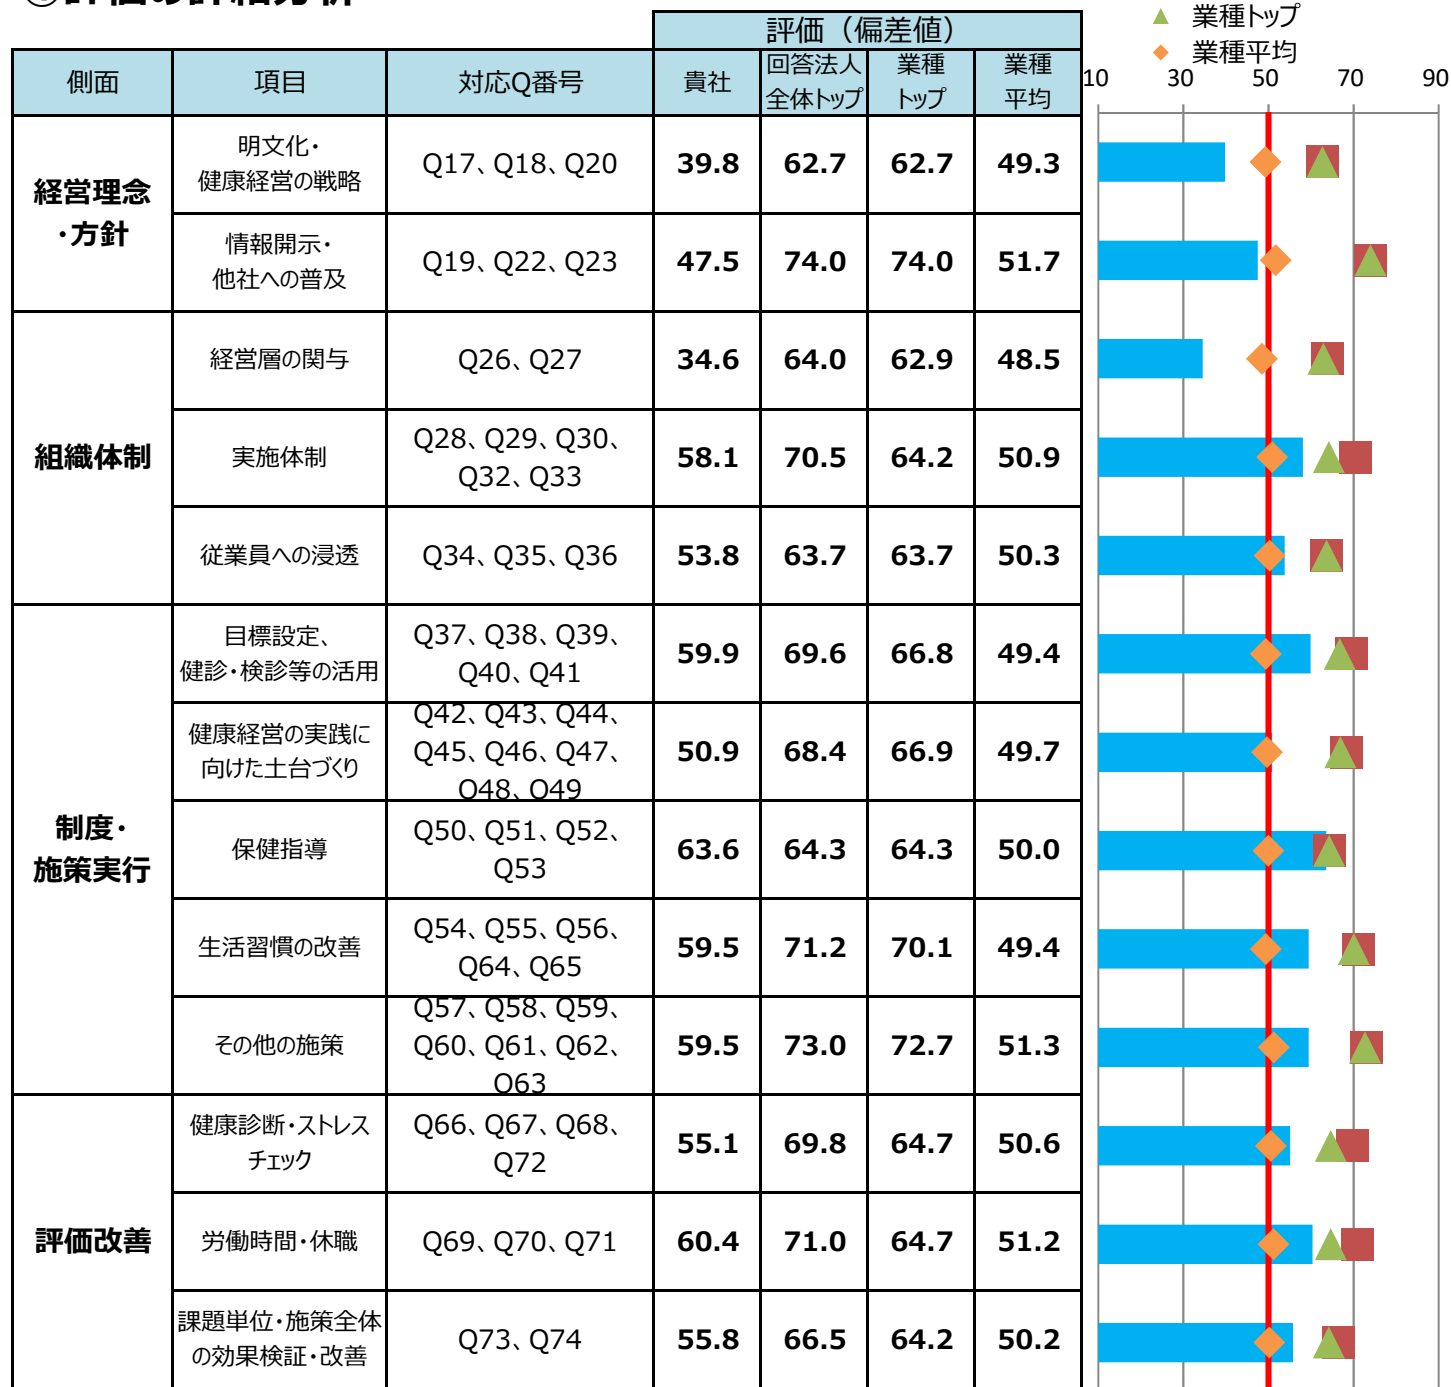 評価（偏差値）
側面 項目 対応Q番号 貴社 回答法人 業種 業種
全体トップ トップ 平均
▲ 業種トップ
◆ 業種平均
10 30 50 70 90
経営理念
・方針
明文化・
健康経営の戦略
Q17、Q18、Q20
39.8 62.7 62.7 49.3
情報開示・
他社への普及
Q19、Q22、Q23
47.5 74.0 74.0 51.7
組織体制
経営層の関与
Q26、Q27
34.6 64.0 62.9 48.5
実施体制
Q28、Q29、Q30、
Q32、Q33
58.1 70.5 64.2 50.9
従業員への浸透
Q34、Q35、Q36
53.8 63.7 63.7 50.3
制度・
施策実行
目標設定、
健診・検診等の活用
Q37、Q38、Q39、
Q40、Q41
59.9 69.6 66.8 49.4
健康経営の実践に
向けた土台づくり
Q42、Q43、Q44、
Q45、Q46、Q47、
Q48、Q49
50.9 68.4 66.9 49.7
保健指導
Q50、Q51、Q52、
Q53
63.6 64.3 64.3 50.0
生活習慣の改善
Q54、Q55、Q56、
Q64、Q65
59.5 71.2 70.1 49.4
その他の施策
Q57、Q58、Q59、
Q60、Q61、Q62、
Q63
59.5 73.0 72.7 51.3
評価改善
健康診断・ストレス
チェック
Q66、Q67、Q68、
Q72
55.1 69.8 64.7 50.6
労働時間・休職
Q69、Q70、Q71
60.4 71.0 64.7 51.2
課題単位・施策全体
の効果検証・改善
Q73、Q74
55.8 66.5 64.2 50.2